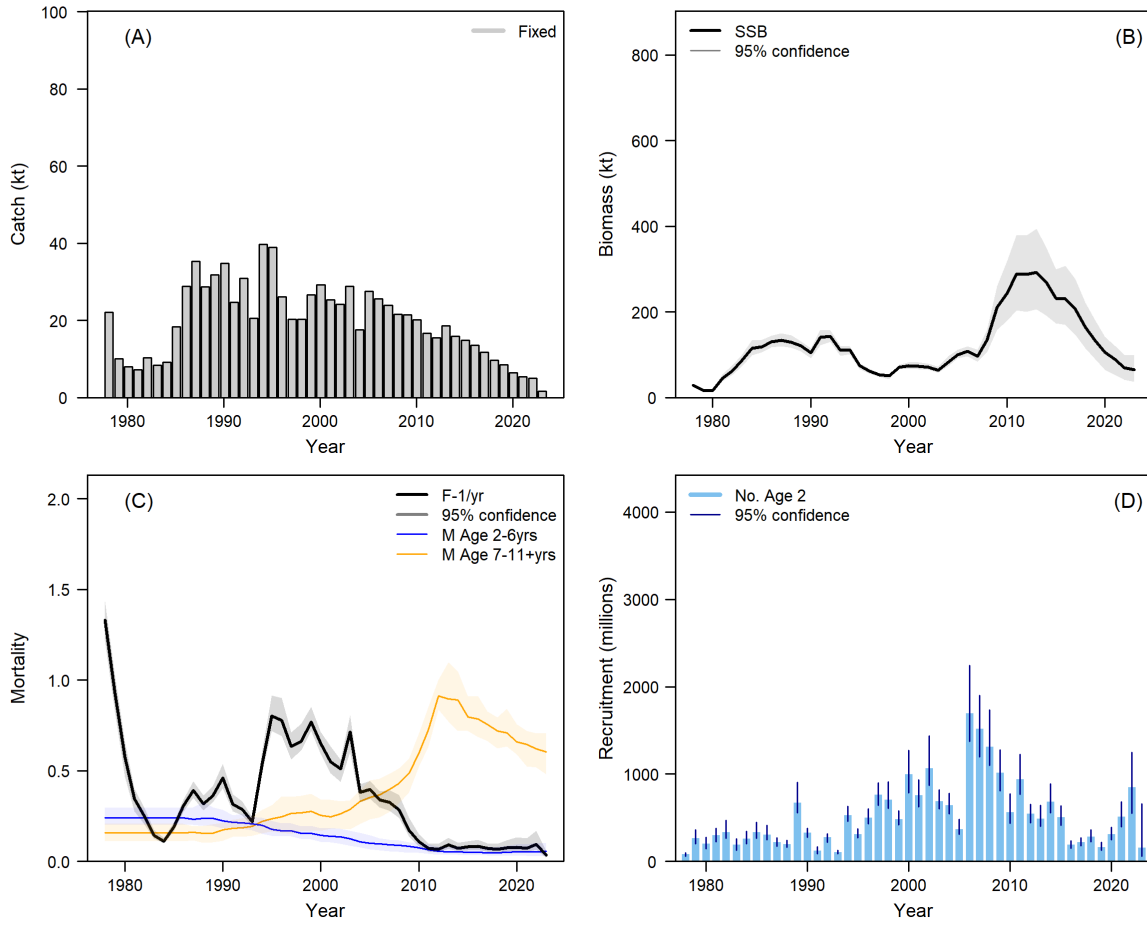 (A)
Fixed
100
80
60
40
20
0
Catch (kt)
1980 1990 2000 2010 2020
Year
SSB
95% confidence
(B)
800
600
400
200
0
Biomass (kt)
1980 1990 2000 2010 2020
Year
(C)
F-1/yr
95% confidence
M Age 2-6yrs
M Age 7-11+yrs
2.0
1.5
1.0
0.5
0.0
Mortality
1980 1990 2000 2010 2020
Year
No. Age 2
95% confidence
(D)
4000
3000
2000
1000
0
Recruitment (millions)
1980 1990 2000 2010 2020
Year